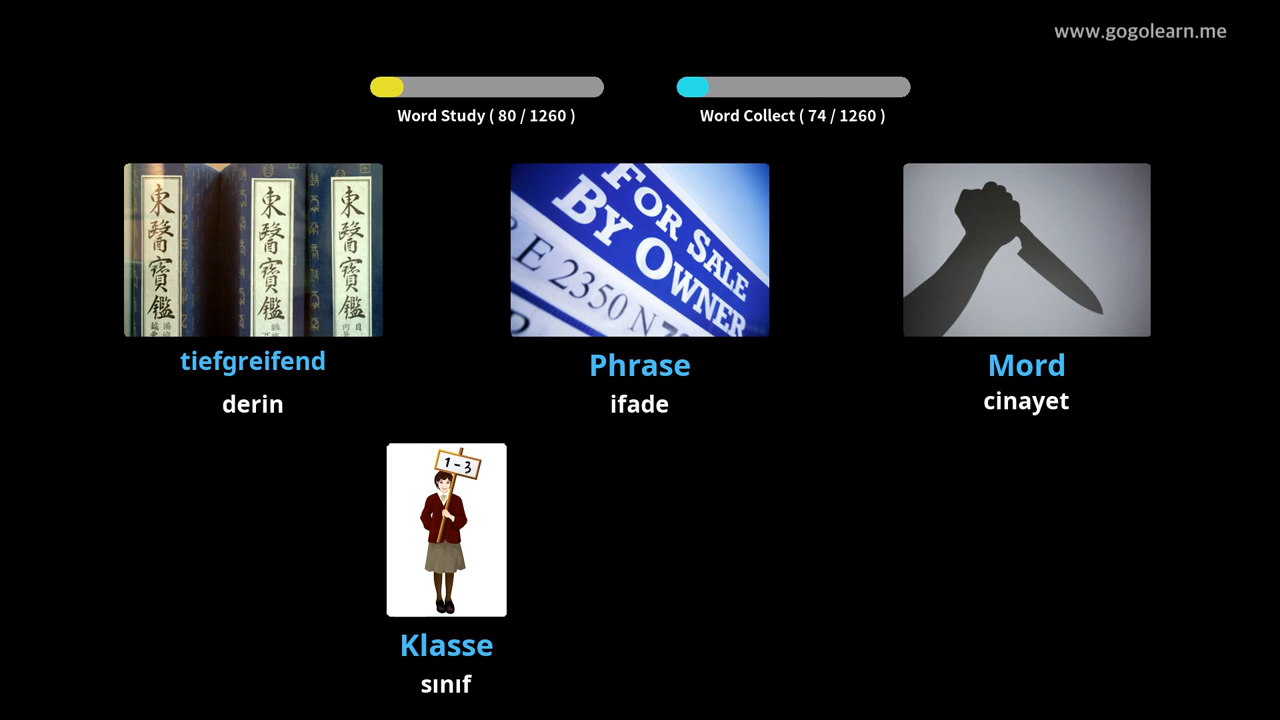 www.gogolearn.me
Word Study ( 80 / 1260 )
Word Collect ( 74 / 1260 )
東醫寶鑑
東醫寶鑑
東醫寶鑑
FOR SALE
BY OWNER
E 2350 N
tiefgreifend
Phrase
Mord
derin
ifade
cinayet
1-3
Klasse
sınıf